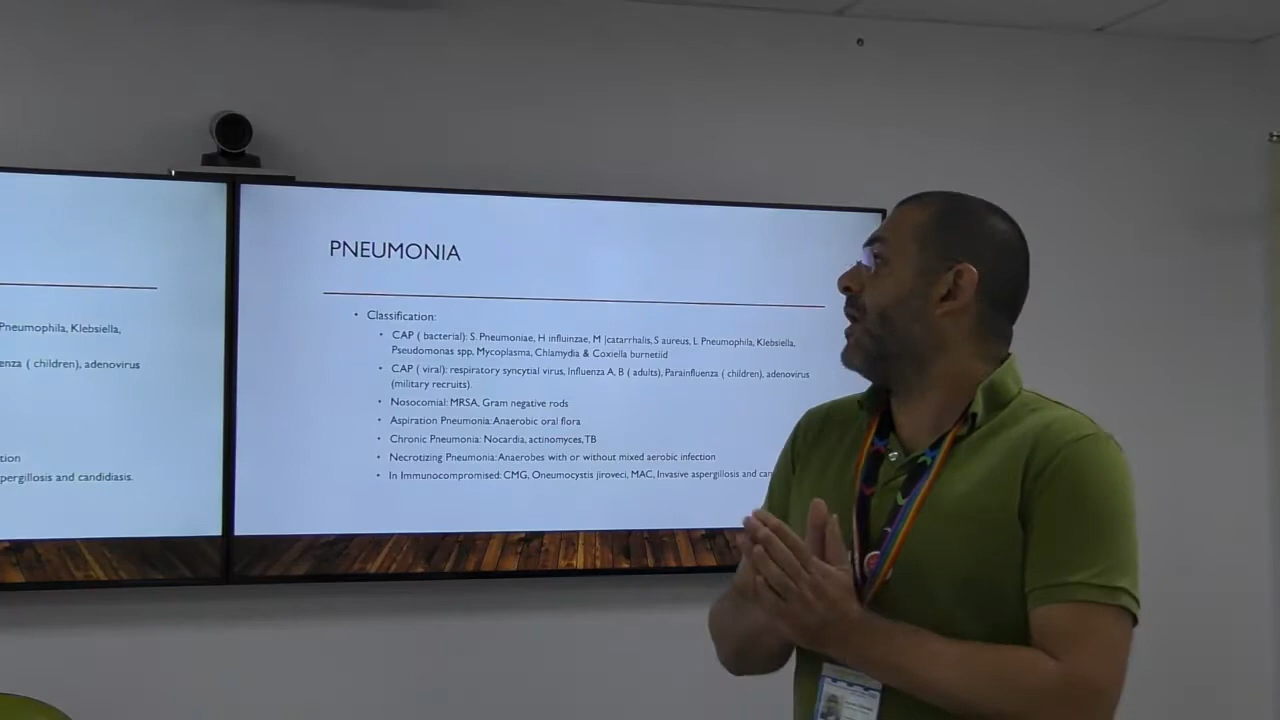 Pneumophila, Klebsiella,
enza ( children), adenovirus
tion
pergillosis and candidiasis.
PNEUMONIA
• Classification:
• CAP ( bacterial): S. Pneumoniae, H influinzae, M |catarrhalis, S aureus, L Pneumophila, Klebsiella,
Pseudomonas spp, Mycoplasma, Chlamydia & Coxiella burnetiid
• CAP ( viral): respiratory syncytial virus, Influenza A, B ( adults), Parainfluenza ( children), adenovirus
(military recruits).
• Nosocomial: MRSA, Gram negative rods
• Aspiration Pneumonia: Anaerobic oral flora
• Chronic Pneumonia: Nocardia, actinomyces, TB
• Necrotizing Pneumonia: Anaerobes with or without mixed aerobic infection
• In Immunocompromised: CMG, Oneumocystis jiroveci, MAC, Invasive aspergillosis and can